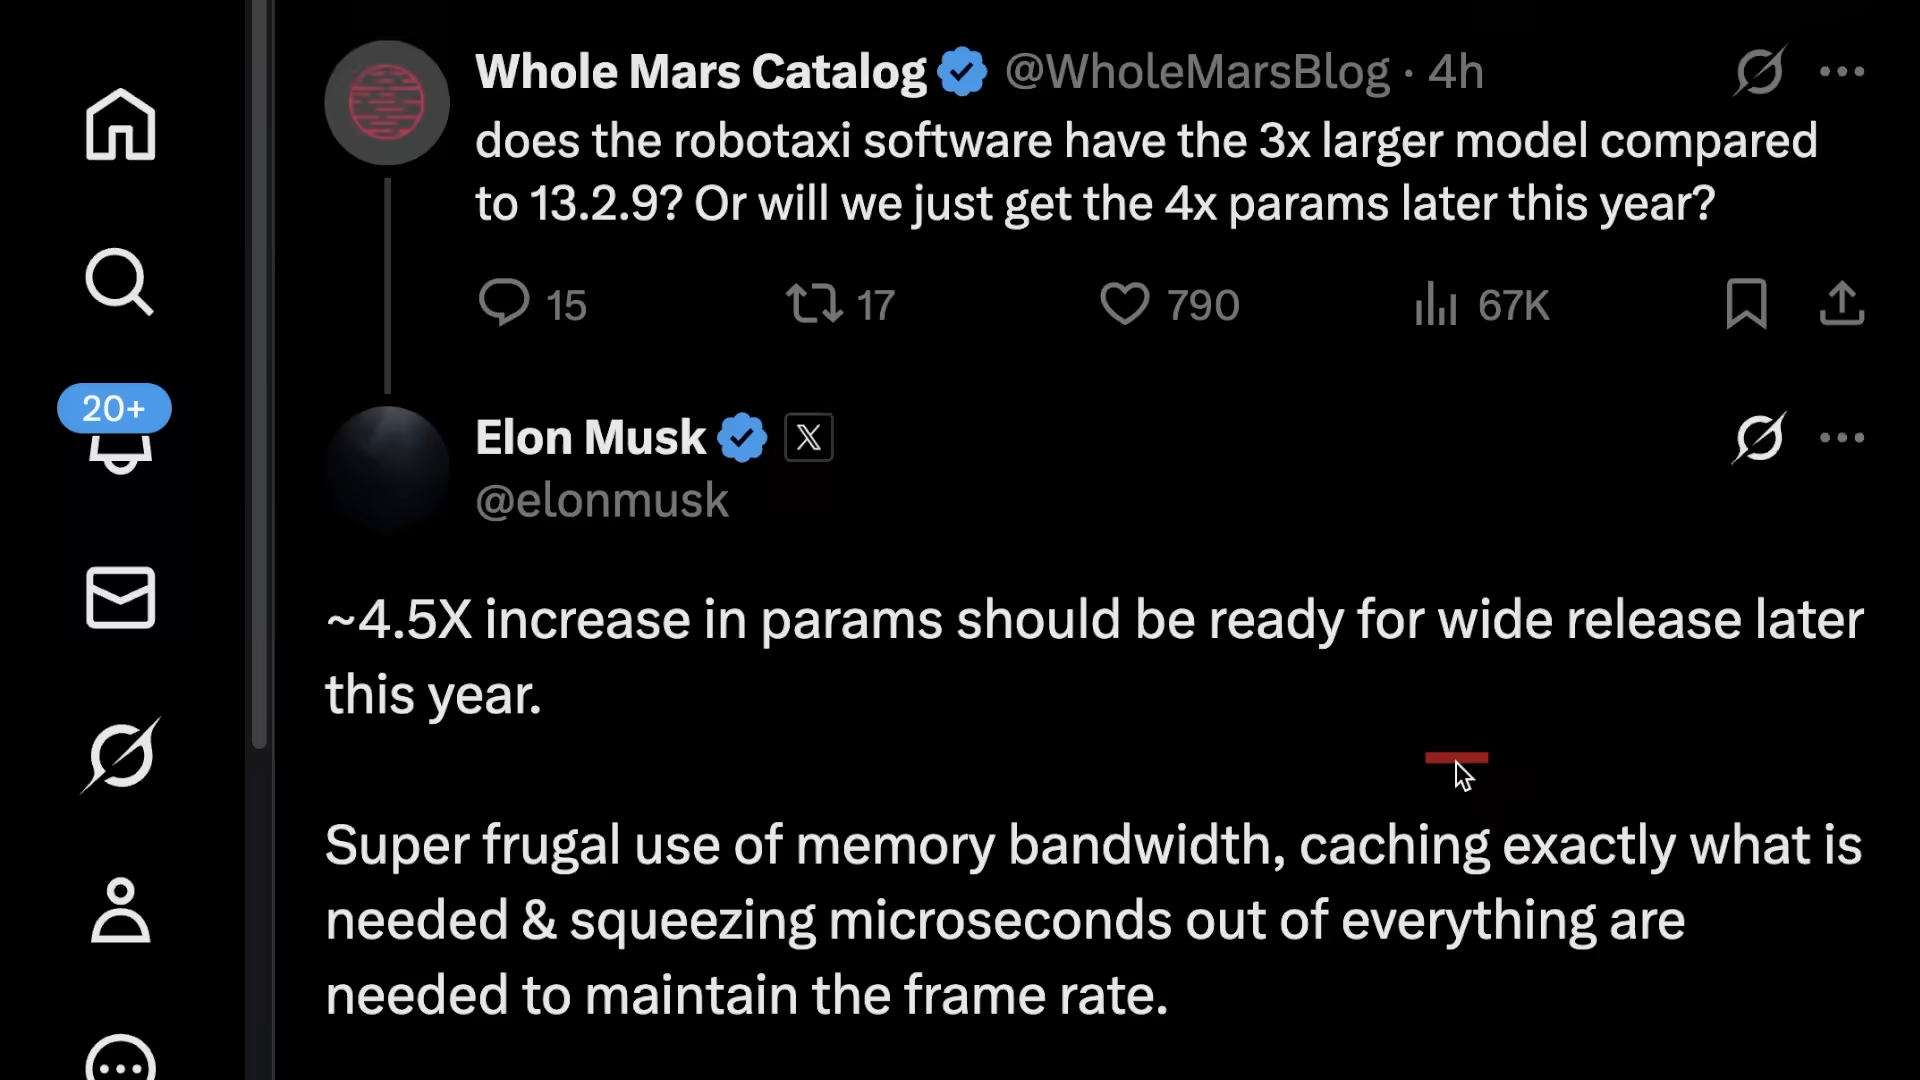 Whole Mars Catalog @WholeMarsBlog · 4h
does the robotaxi software have the 3x larger model compared
to 13.2.9? Or will we just get the 4x params later this year?
15 17 790 67K
20+
Elon Musk X
@elonmusk
~4.5X increase in params should be ready for wide release later
this year.
Super frugal use of memory bandwidth, caching exactly what is
needed & squeezing microseconds out of everything are
needed to maintain the frame rate.